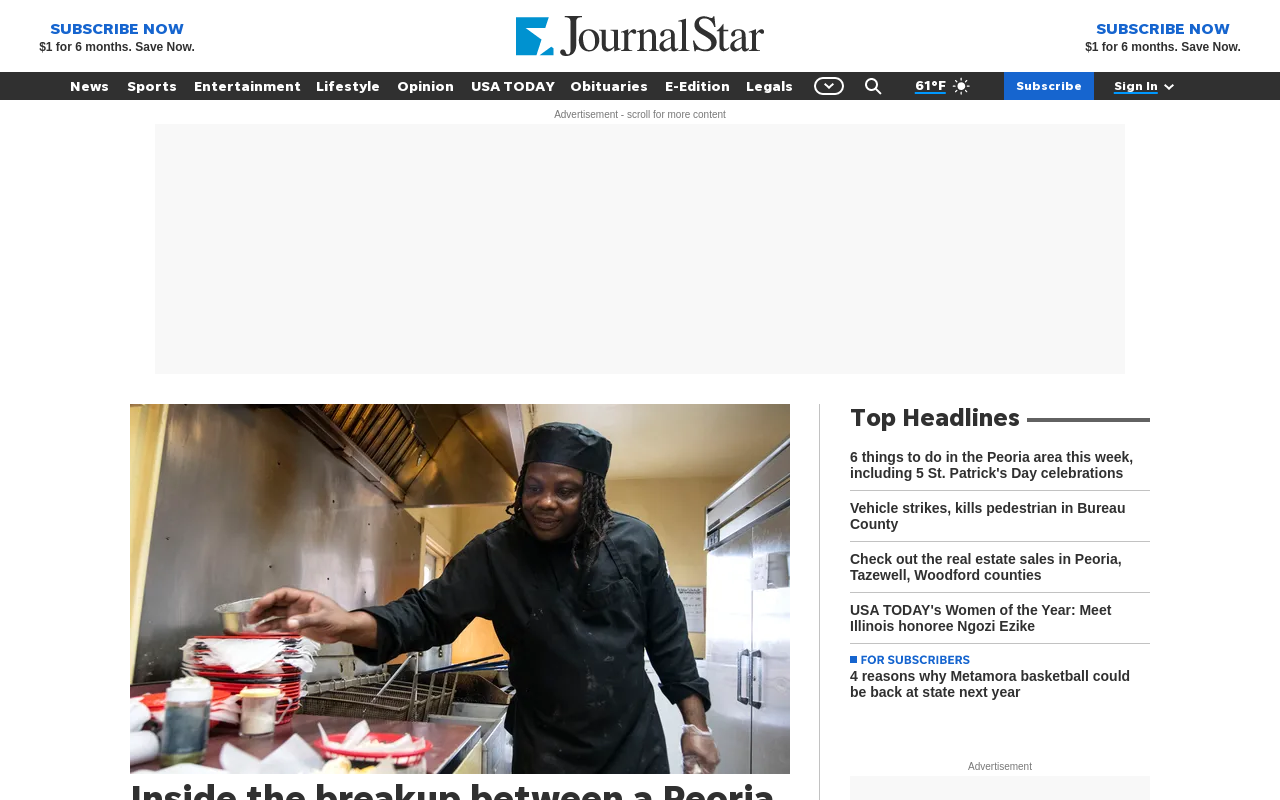 SUBSCRIBE NOW
$1 for 6 months. Save Now.
Journal Star
SUBSCRIBE NOW
$1 for 6 months. Save Now.
News Sports Entertainment Lifestyle Opinion USA TODAY Obituaries E-Edition Legals 61°F Subscribe Sign In
Advertisement - scroll for more content
Inside the breakup between a Peoria
Top Headlines
6 things to do in the Peoria area this week,
including 5 St. Patrick's Day celebrations
Vehicle strikes, kills pedestrian in Bureau
County
Check out the real estate sales in Peoria,
Tazewell, Woodford counties
USA TODAY's Women of the Year: Meet
Illinois honoree Ngozi Ezike
FOR SUBSCRIBERS
4 reasons why Metamora basketball could
be back at state next year
Advertisement